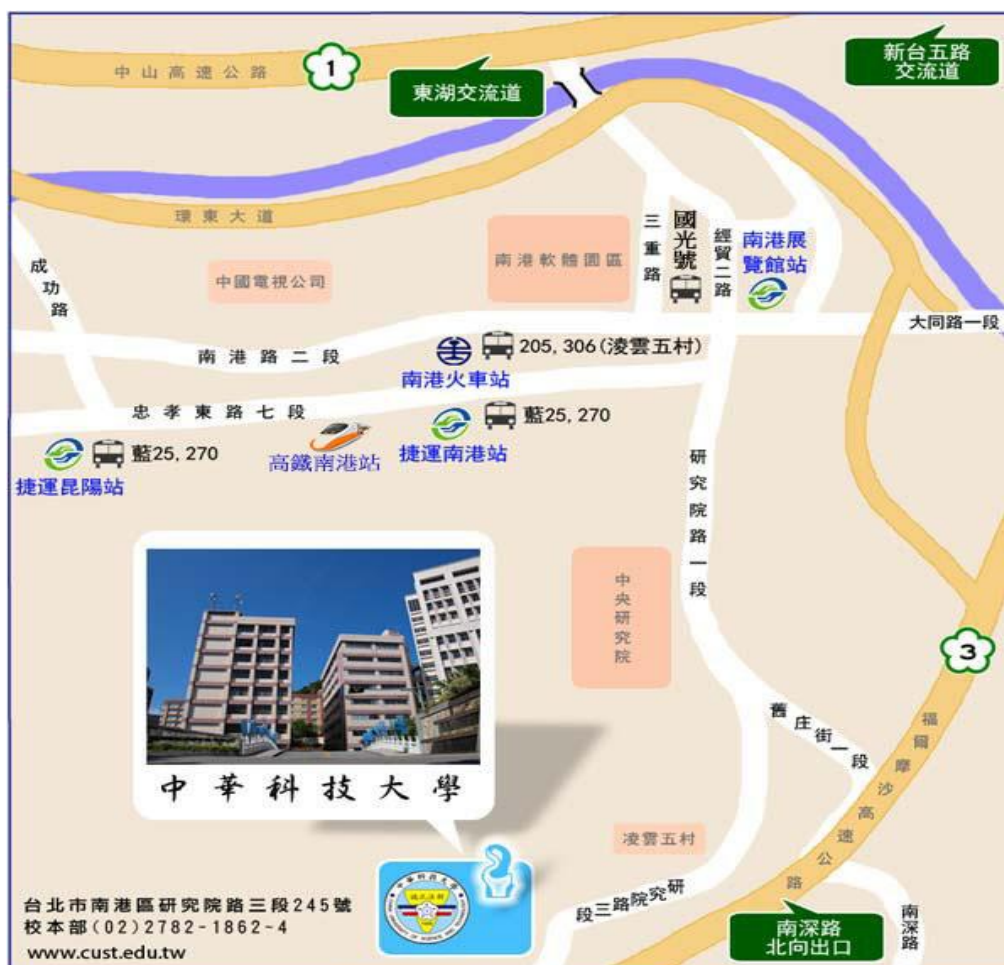 中山高速公路
1
東湖交流道
新台五路
交流道
環東大道
成功路
中國電視公司
南港軟體園區
三重路
國光號
經貿二路
南港展
覽館站
大同路一段
南港路二段
205, 306(淩雲五村)
南港火車站
忠孝東路七段
藍25, 270
捷運南港站
高鐵南港站
藍25, 270
捷運昆陽站
研究院路一段
中央研究院
3
舊庄街一段
福爾摩沙高速公路
中華科技大學
凌雲五村
研究院路三段
南深路
南深路
北向出口
台北市南港區研究院路三段245號
校本部(02)2782-1862-4
www.cust.edu.tw